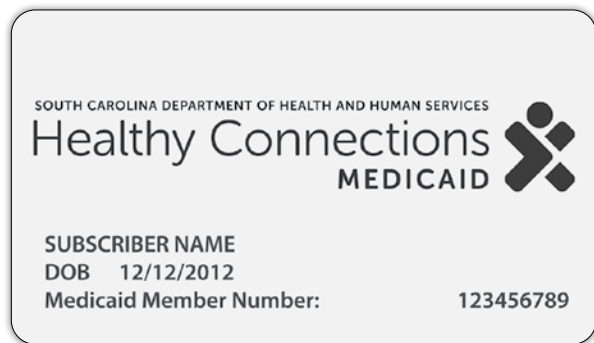 SOUTH CAROLINA DEPARTMENT OF HEALTH AND HUMAN SERVICES
Healthy Connections
MEDICAID
SUBSCRIBER NAME
DOB 12/12/2012
Medicaid Member Number: 123456789